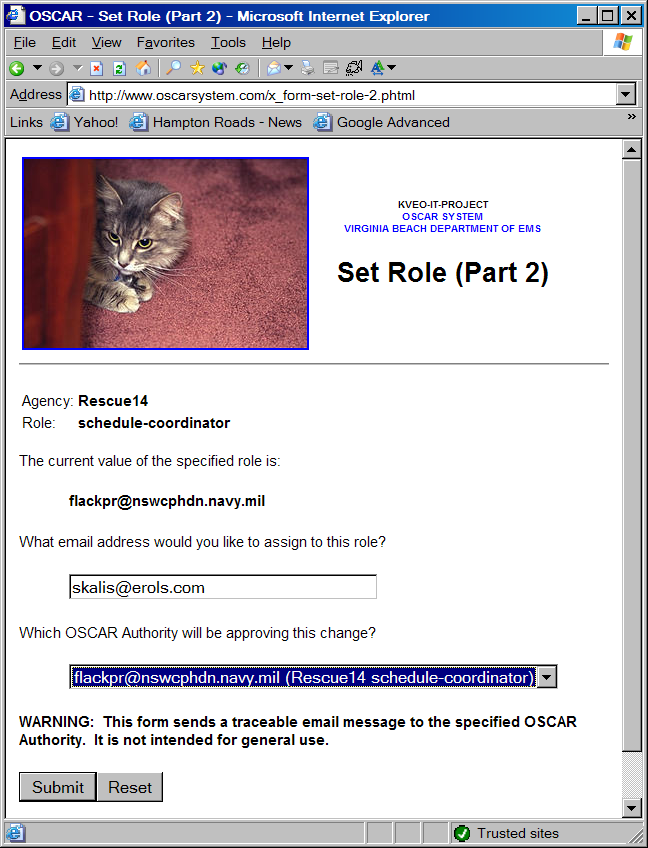 OSCAR - Set Role (Part 2) - Microsoft Internet Explorer
File Edit View Favorites Tools Help
Address http://www.oscarsystem.com/x_form-set-role-2.phtml
Links Yahoo! Hampton Roads - News Google Advanced »
KVEO-IT-PROJECT
OSCAR SYSTEM
VIRGINIA BEACH DEPARTMENT OF EMS
Set Role (Part 2)
Agency: Rescue14
Role: schedule-coordinator
The current value of the specified role is:
flackpr@nswcphdn.navy.mil
What email address would you like to assign to this role?
skalis@erols.com
Which OSCAR Authority will be approving this change?
flackpr@nswcphdn.navy.mil (Rescue14 schedule-coordinator)
WARNING: This form sends a traceable email message to the specified OSCAR
Authority. It is not intended for general use.
Submit Reset
Trusted sites